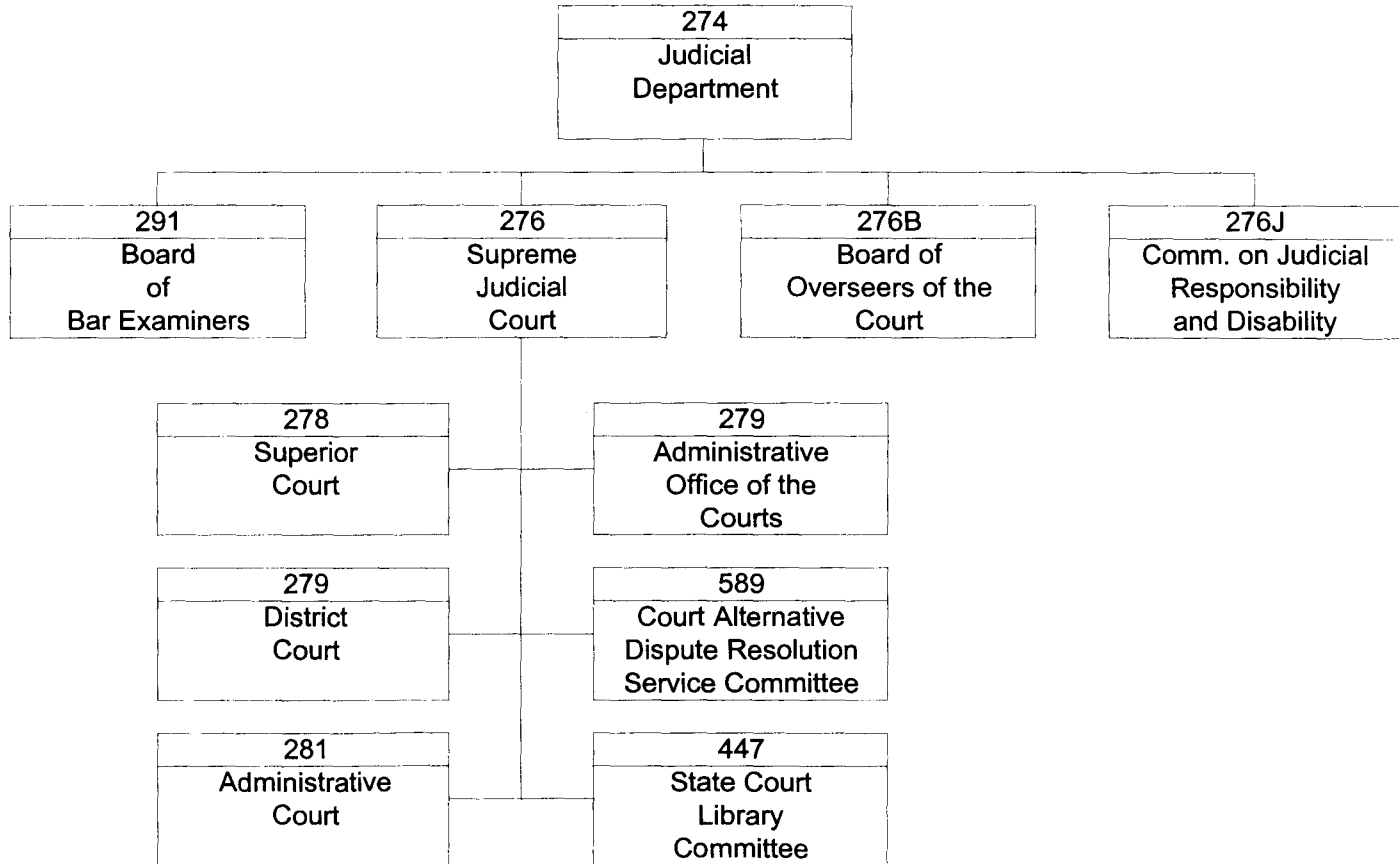 274
Judicial
Department
291
Board
of
Bar Examiners
276
Supreme
Judicial
Court
276B
Board of
Overseers of the
Court
276J
Comm. on Judicial
Responsibility
and Disability
278
Superior
Court
279
Administrative
Office of the
Courts
279
District
Court
589
Court Alternative
Dispute Resolution
Service Committee
281
Administrative
Court
447
State Court
Library
Committee